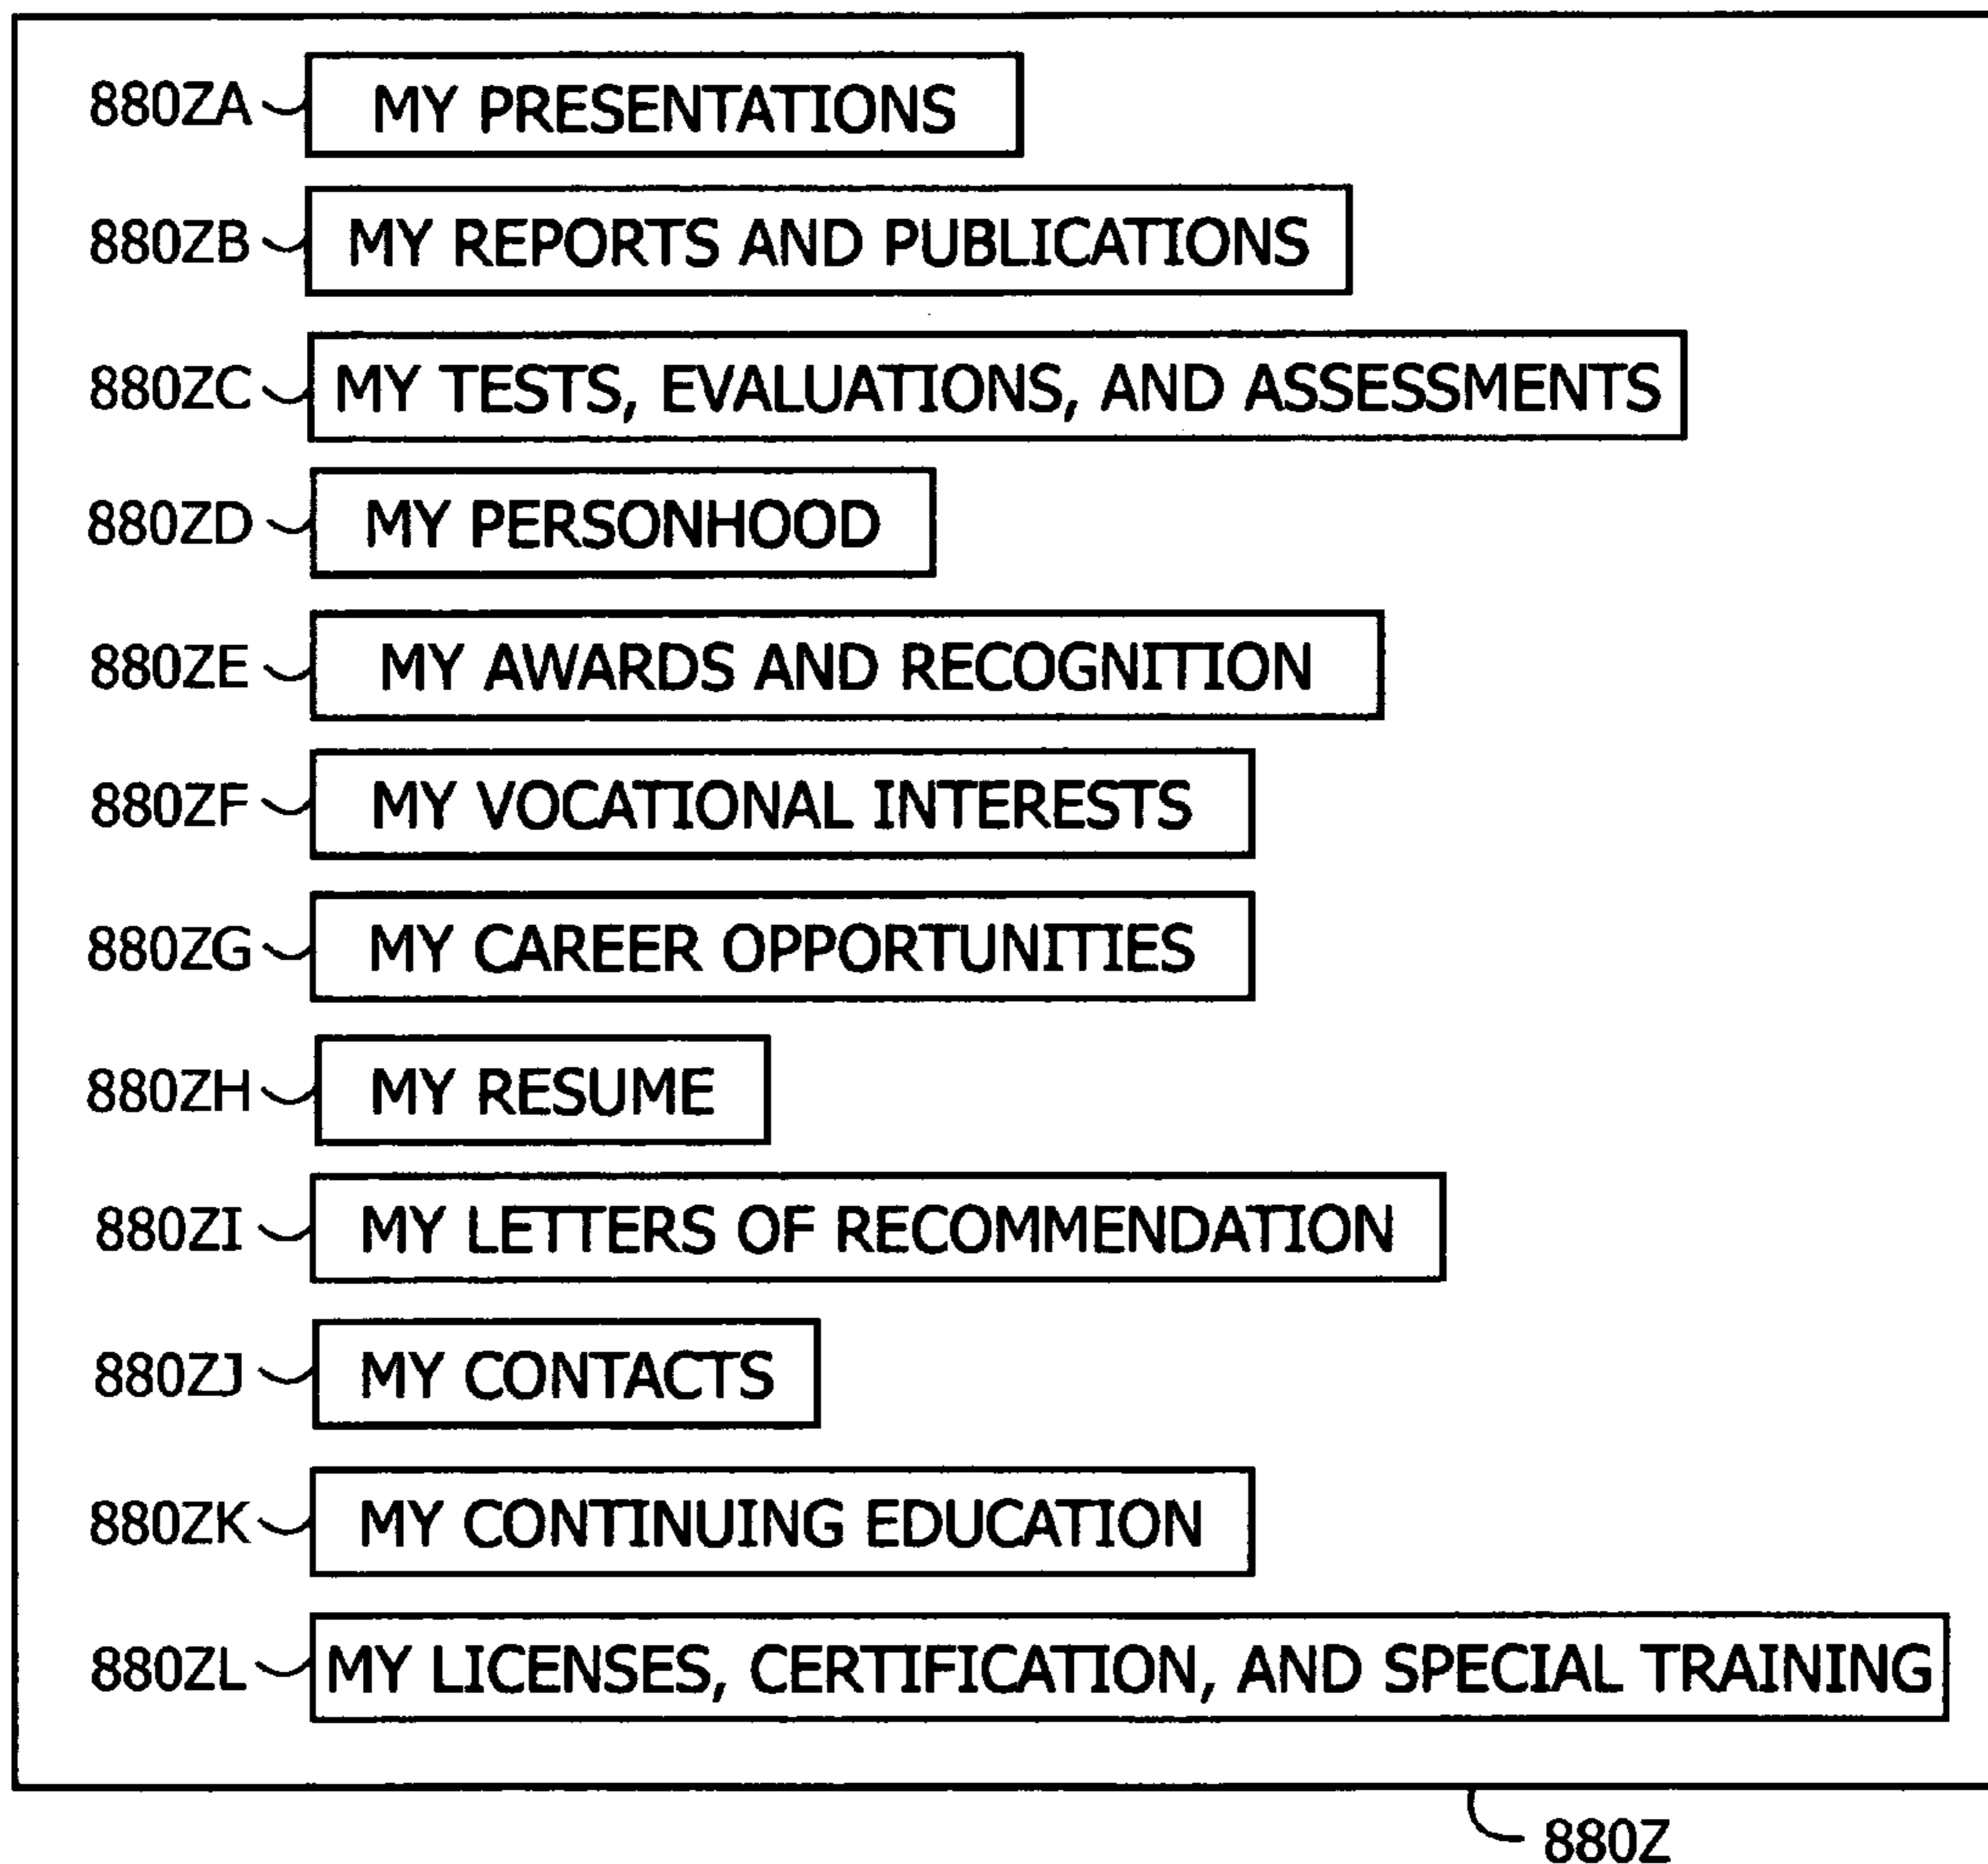 880ZA MY PRESENTATIONS
880ZB MY REPORTS AND PUBLICATIONS
880ZC MY TESTS, EVALUATIONS, AND ASSESSMENTS
880ZD MY PERSONHOOD
880ZE MY AWARDS AND RECOGNITION
880ZF MY VOCATIONAL INTERESTS
880ZG MY CAREER OPPORTUNITIES
880ZH MY RESUME
880ZI MY LETTERS OF RECOMMENDATION
880ZJ MY CONTACTS
880ZK MY CONTINUING EDUCATION
880ZL MY LICENSES, CERTIFICATION, AND SPECIAL TRAINING
880Z